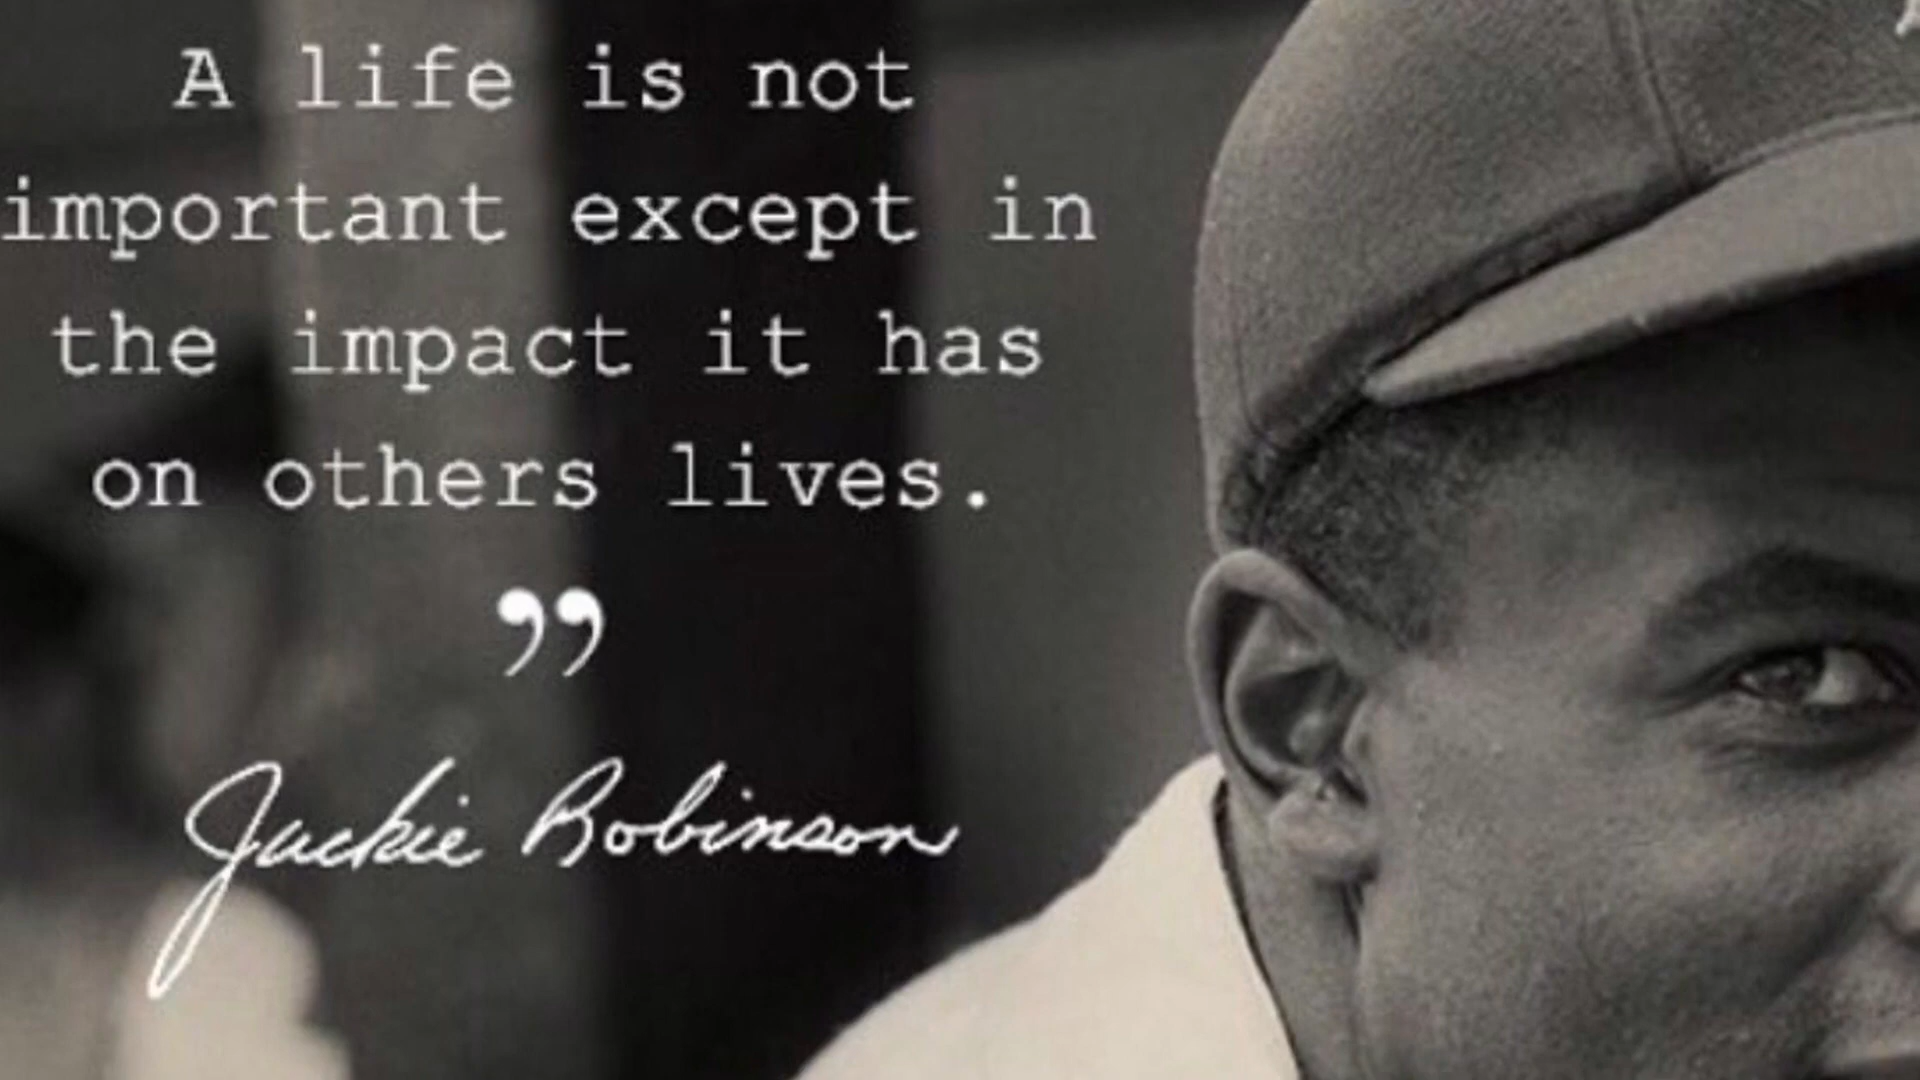 A life is not
important except in
the impact it has
on others lives.
”
Jackie Robinson